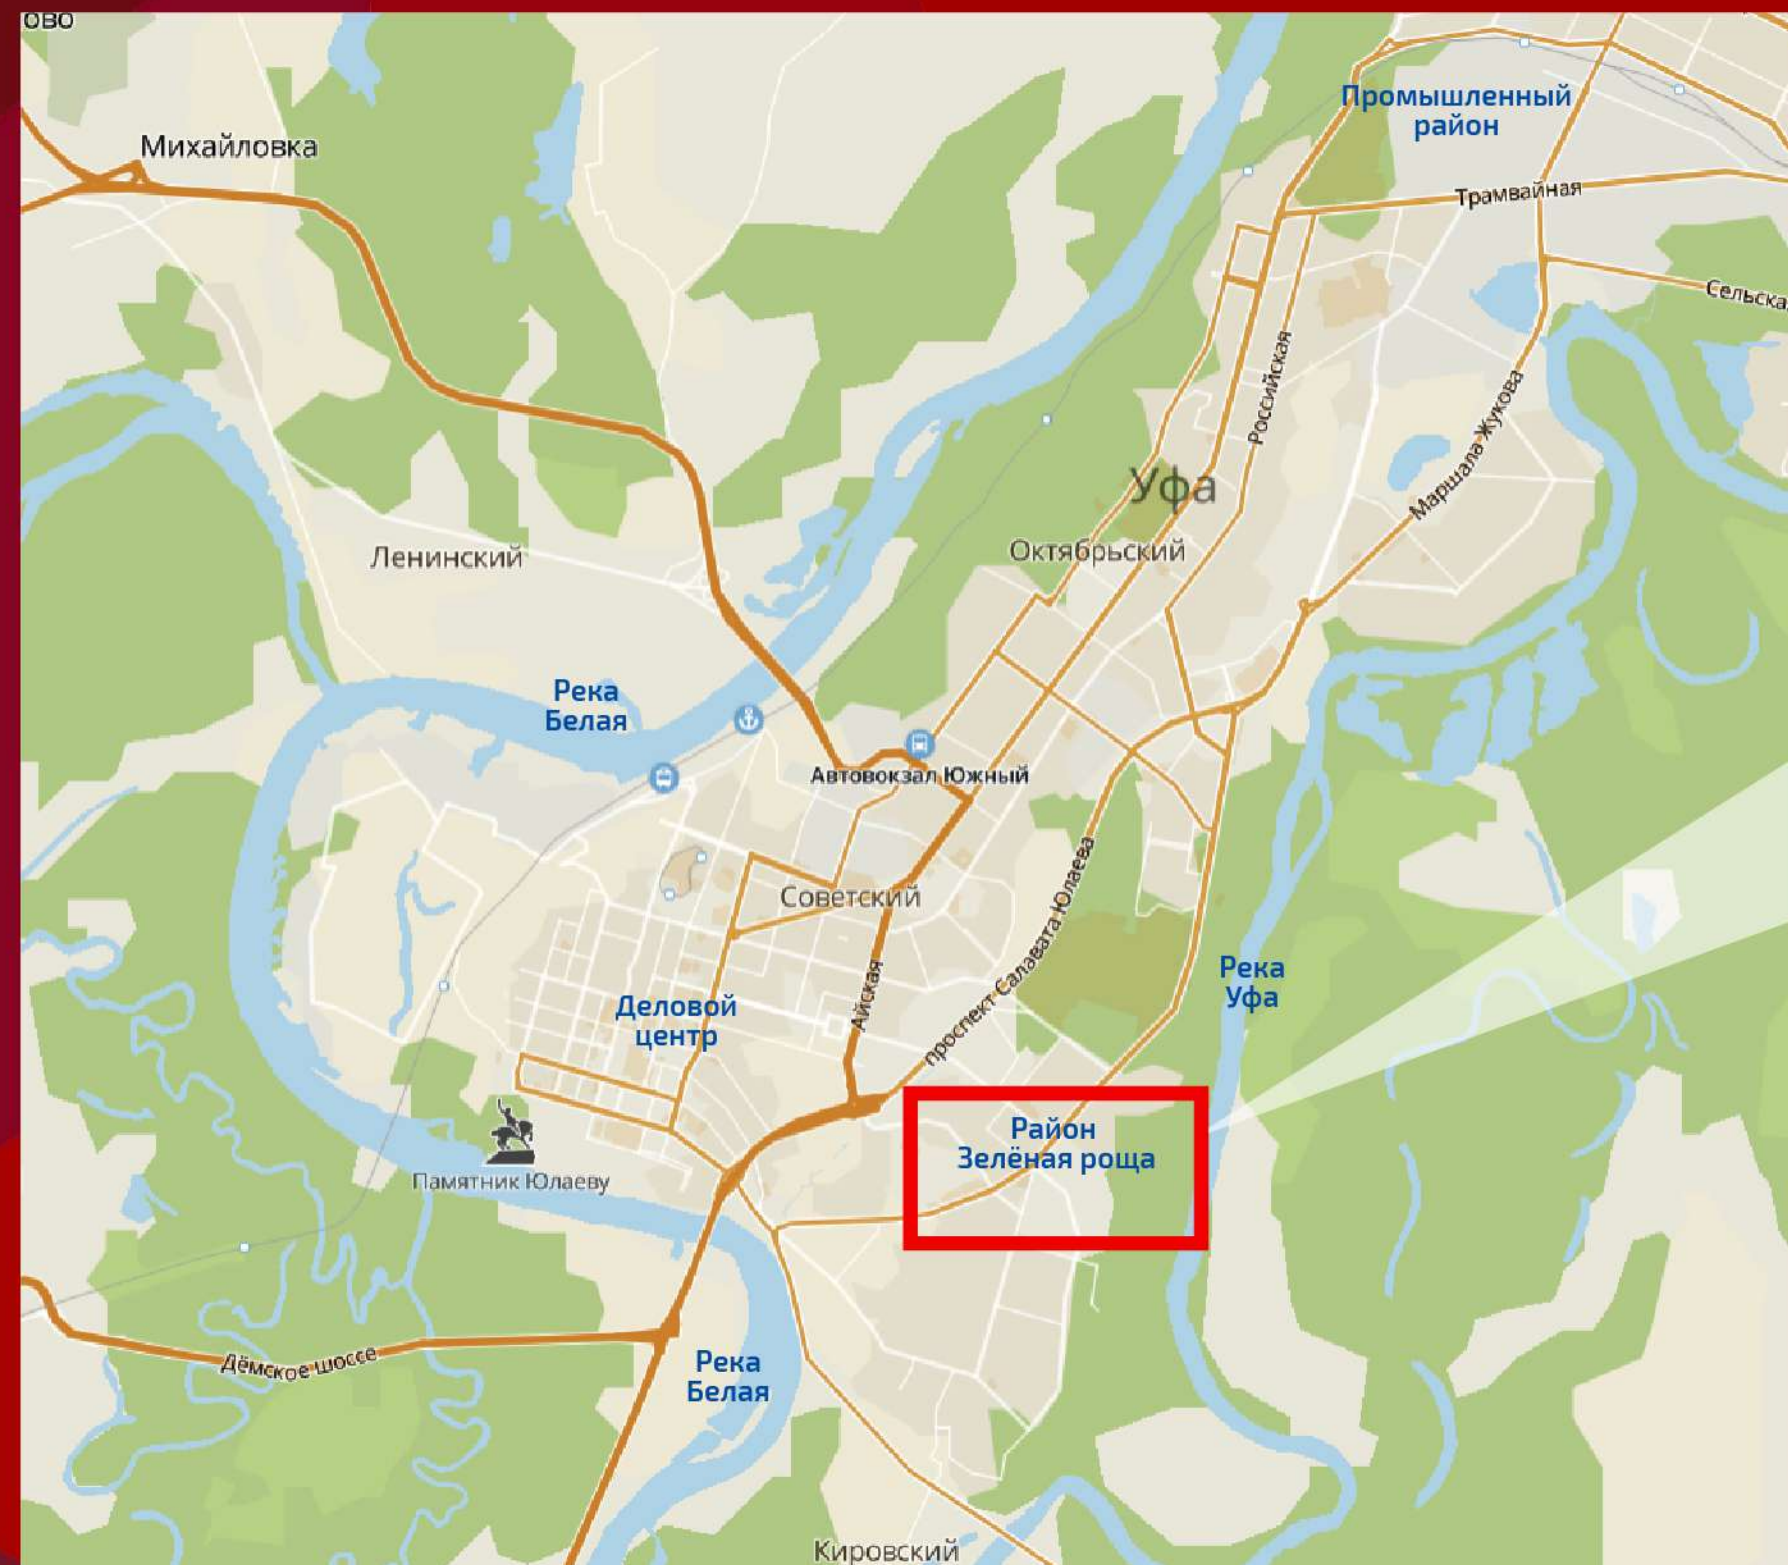 ово
Промышленный
район
Михайловка
Трамвайная
Сельска
Российская
Маршала Жукова
Уфа
Октябрьский
Ленинский
Река
Белая
Автовокзал Южный
Советский
проспект Салавата Юлаева
Айская
Река
Уфа
Деловой
центр
Район
Зелёная роща
Памятник Юлаеву
Дёмское шоссе
Река
Белая
Кировский